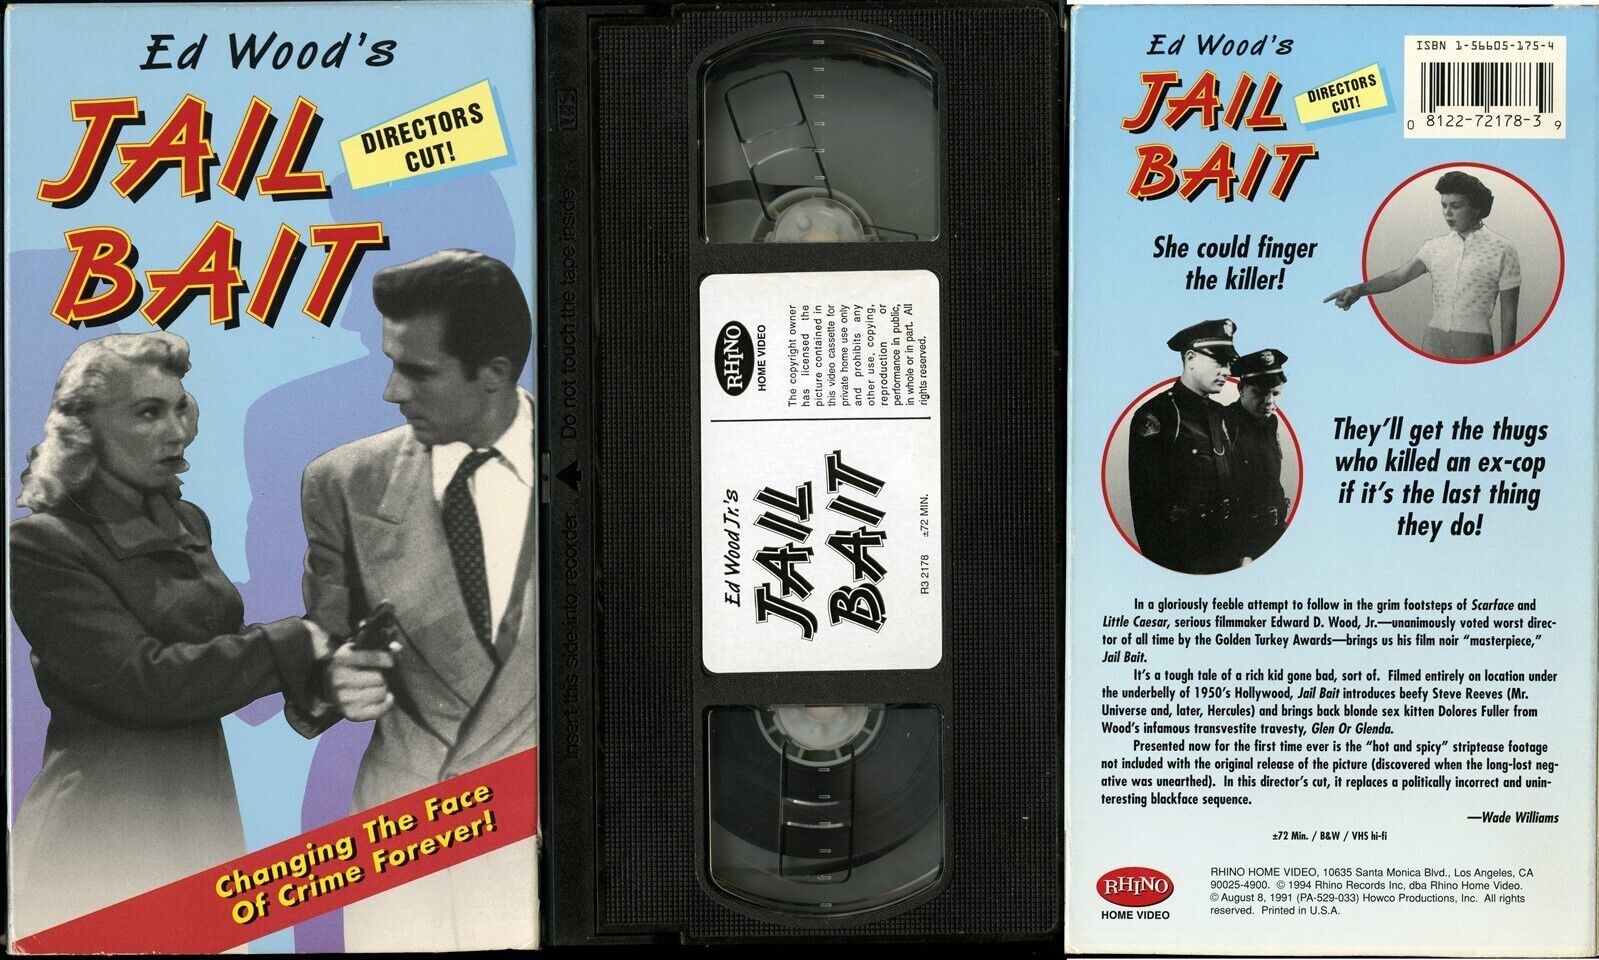 Ed Wood's
JAIL
BAIT
DIRECTORS
CUT!
Changing The Face
Of Crime Forever!
VHS
Do not touch the tape inside
Insert this side into recorder
RHINO
HOME VIDEO
The copyright owner
has licensed the
picture contained in
this video cassette for
private home use only
and prohibits any
other use, copying,
reproduction or
performance in public,
in whole or in part. All
rights reserved.
Ed Wood Jr.'s
JAIL
BAIT
R3 2178 ±72 MIN.
Ed Wood's
JAIL
BAIT
DIRECTORS
CUT!
ISBN 1-56605-175-4
0 8122-72178-3 9
She could finger
the killer!
They'll get the thugs
who killed an ex-cop
if it's the last thing
they do!
In a gloriously feeble attempt to follow in the grim footsteps of Scarface and
Little Caesar, serious filmmaker Edward D. Wood, Jr.—unanimously voted worst direc-
tor of all time by the Golden Turkey Awards—brings us his film noir "masterpiece,"
Jail Bait.
It's a tough tale of a rich kid gone bad, sort of. Filmed entirely on location under
the underbelly of 1950's Hollywood, Jail Bait introduces beefy Steve Reeves (Mr.
Universe and, later, Hercules) and brings back blonde sex kitten Dolores Fuller from
Wood's infamous transvestite travesty, Glen Or Glenda.
Presented now for the first time ever is the "hot and spicy" striptease footage
not included with the original release of the picture (discovered when the long-lost neg-
ative was unearthed). In this director's cut, it replaces a politically incorrect and unin-
teresting blackface sequence.
—Wade Williams
±72 Min. / B&W / VHS hi-fi
RHINO
HOME VIDEO
RHINO HOME VIDEO, 10635 Santa Monica Blvd., Los Angeles, CA
90025-4900. © 1994 Rhino Records Inc, dba Rhino Home Video.
© August 8, 1991 (PA-529-033) Howco Productions, Inc. All rights
reserved. Printed in U.S.A.